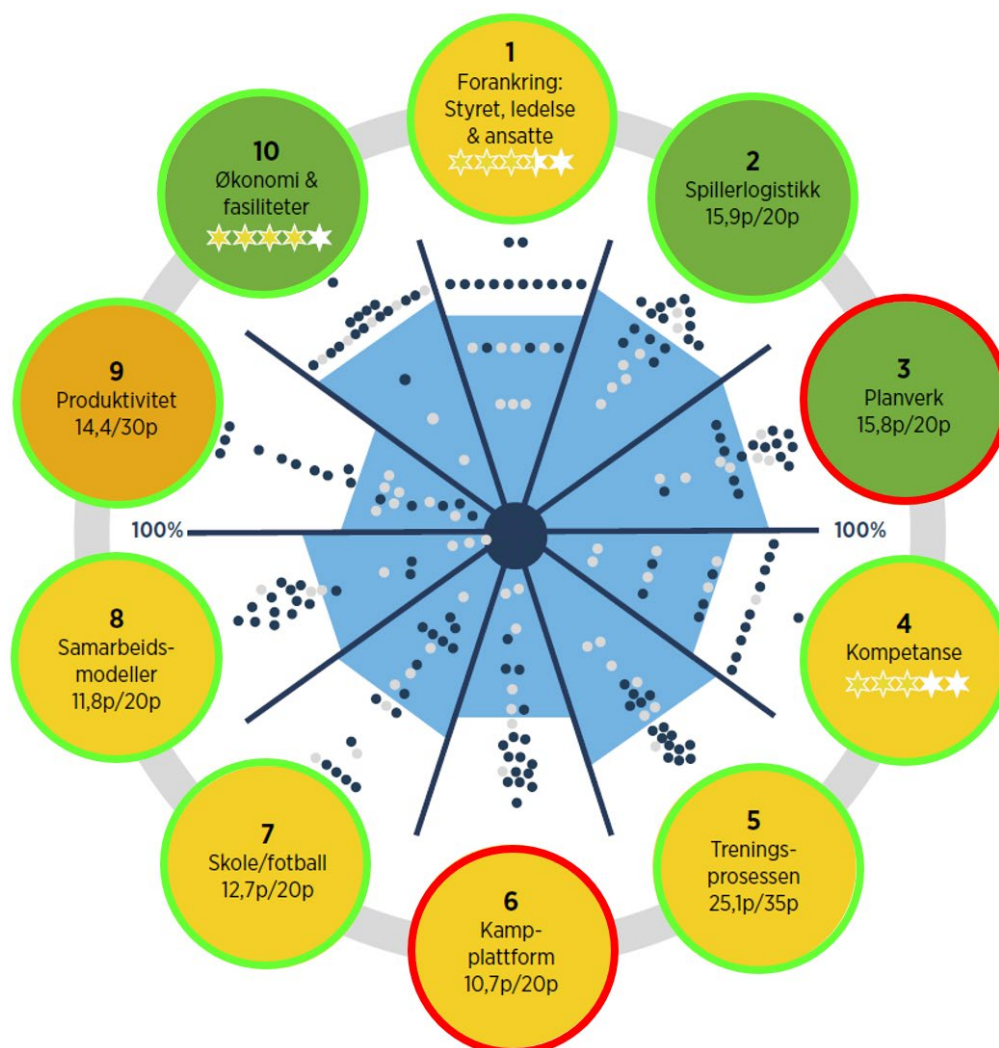 1
Forankring:
Styret, ledelse
& ansatte
2
Spillerlogistikk
15,9p/20p
3
Planverk
15,8p/20p
4
Kompetanse
5
Trenings-
prosessen
25,1p/35p
6
Kamp-
plattform
10,7p/20p
7
Skole/fotball
12,7p/20p
8
Samarbeids-
modeller
11,8p/20p
9
Produktivitet
14,4/30p
10
Økonomi &
fasiliteter
100%
100%